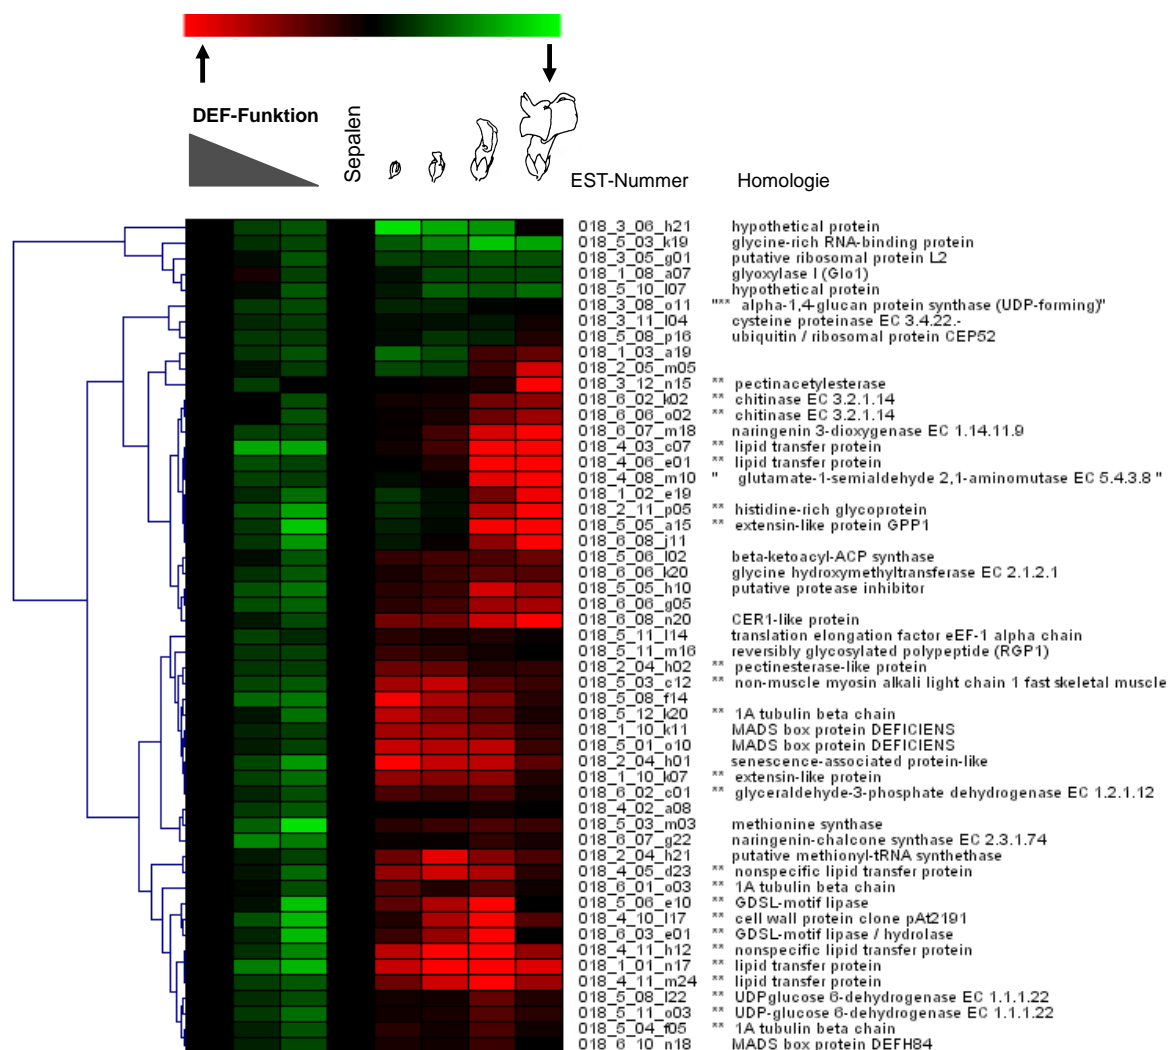 DEF-Funktion
Sepalen
EST-Nummer Homologie
018_3_06_h21 hypothetical protein
018_5_03_k19 glycine-rich RNA-binding protein
018_3_05_g01 putative ribosomal protein L2
018_1_08_a07 glyoxylase I (Glo1)
018_5_10_l07 hypothetical protein
018_3_08_o11 "** alpha-1,4-glucan protein synthase (UDP-forming)"
018_3_11_l04 cysteine proteinase EC 3.4.22.-
018_5_08_p16 ubiquitin / ribosomal protein CEP52
018_1_03_a19
018_2_05_m05
018_3_12_n15 ** pectinacetylesterase
018_6_02_k02 ** chitinase EC 3.2.1.14
018_6_06_o02 ** chitinase EC 3.2.1.14
018_6_07_m18 naringenin 3-dioxygenase EC 1.14.11.9
018_4_03_c07 ** lipid transfer protein
018_4_06_e01 ** lipid transfer protein
018_4_08_m10 " glutamate-1-semialdehyde 2,1-aminomutase EC 5.4.3.8 "
018_1_02_e19
018_2_11_p05 ** histidine-rich glycoprotein
018_5_05_a15 ** extensin-like protein GPP1
018_6_08_j11
018_5_06_l02 beta-ketoacyl-ACP synthase
018_6_06_k20 glycine hydroxymethyltransferase EC 2.1.2.1
018_5_05_h10 putative protease inhibitor
018_6_06_g05
018_6_08_n20 CER1-like protein
018_5_11_l14 translation elongation factor eEF-1 alpha chain
018_5_11_m16 reversibly glycosylated polypeptide (RGP1)
018_2_04_h02 ** pectinesterase-like protein
018_5_03_c12 ** non-muscle myosin alkali light chain 1 fast skeletal muscle
018_5_08_f14
018_5_12_k20 ** 1A tubulin beta chain
018_1_10_k11 MADS box protein DEFICIENS
018_5_01_o10 MADS box protein DEFICIENS
018_2_04_h01 senescence-associated protein-like
018_1_10_k07 ** extensin-like protein
018_6_02_c01 ** glyceraldehyde-3-phosphate dehydrogenase EC 1.2.1.12
018_4_02_a08
018_5_03_m03 methionine synthase
018_6_07_g22 naringenin-chalcone synthase EC 2.3.1.74
018_2_04_h21 putative methionyl-tRNA synthethase
018_4_05_d23 ** nonspecific lipid transfer protein
018_6_01_o03 ** 1A tubulin beta chain
018_5_06_e10 ** GDSL-motif lipase
018_4_10_l17 ** cell wall protein clone pAt2191
018_6_03_e01 ** GDSL-motif lipase / hydrolase
018_4_11_h12 ** nonspecific lipid transfer protein
018_1_01_n17 ** lipid transfer protein
018_4_11_m24 ** lipid transfer protein
018_5_08_l22 ** UDPglucose 6-dehydrogenase EC 1.1.1.22
018_5_11_o03 ** UDP-glucose 6-dehydrogenase EC 1.1.1.22
018_5_04_f05 ** 1A tubulin beta chain
018_6_10_n18 MADS box protein DEFH84